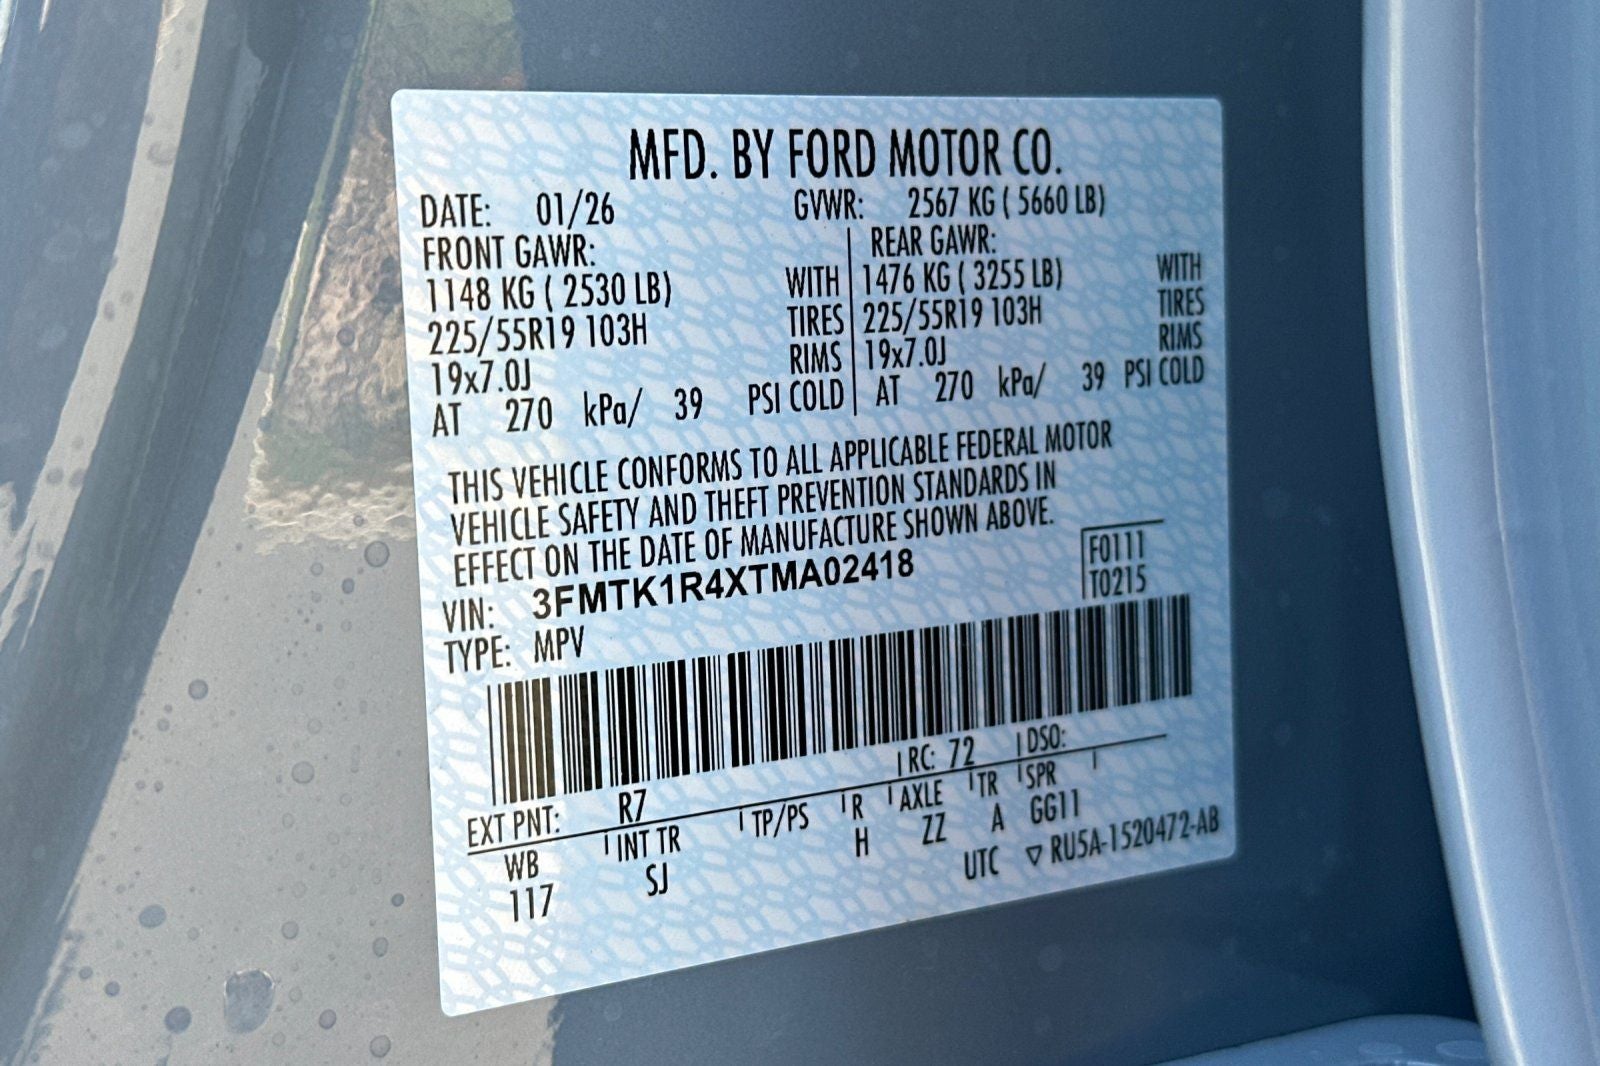 MFD. BY FORD MOTOR CO.
DATE: 01/26 GVWR: 2567 KG ( 5660 LB)
FRONT GAWR: REAR GAWR:
1148 KG ( 2530 LB) WITH 1476 KG ( 3255 LB) WITH
225/55R19 103H TIRES 225/55R19 103H TIRES
19x7.0J RIMS 19x7.0J RIMS
AT 270 kPa/ 39 PSI COLD AT 270 kPa/ 39 PSI COLD
THIS VEHICLE CONFORMS TO ALL APPLICABLE FEDERAL MOTOR
VEHICLE SAFETY AND THEFT PREVENTION STANDARDS IN
EFFECT ON THE DATE OF MANUFACTURE SHOWN ABOVE.
VIN: 3FMTK1R4XTMA02418 F0111
TYPE: MPV T0215
EXT PNT: R7 RC: 72 DSO:
WB INT TR TP/PS R AXLE TR SPR
117 SJ H ZZ A GG11
UTC ▽ RU5A-1520472-AB